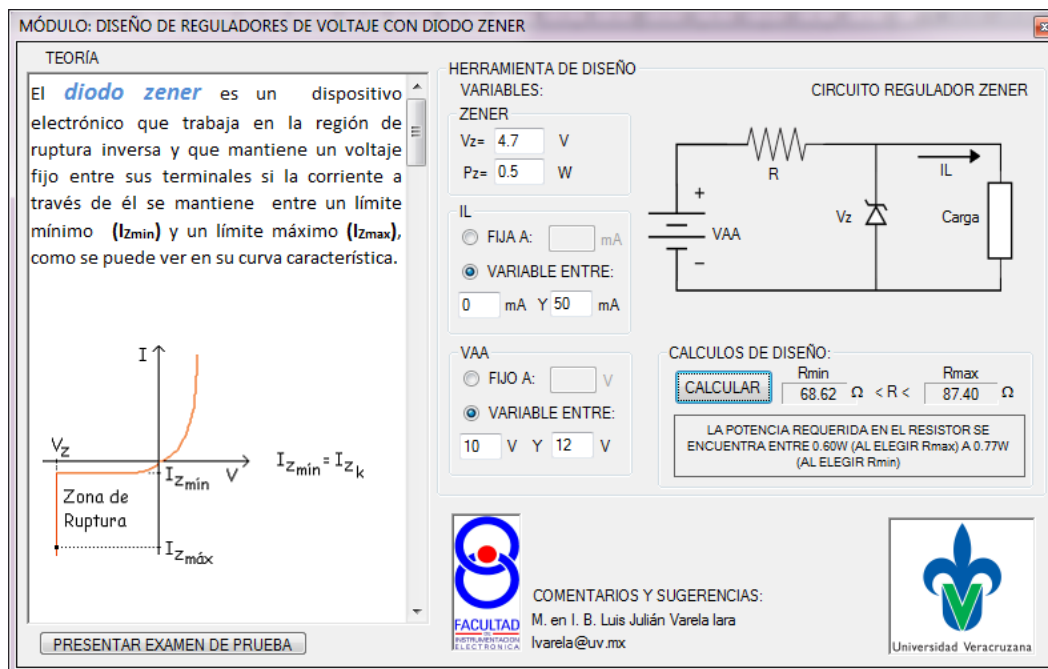 MÓDULO: DISEÑO DE REGULADORES DE VOLTAJE CON DIODO ZENER
TEORÍA
El diodo zener es un dispositivo
electrónico que trabaja en la región de
ruptura inversa y que mantiene un voltaje
fijo entre sus terminales si la corriente a
través de él se mantiene entre un límite
mínimo (IZmin) y un límite máximo (IZmax),
como se puede ver en su curva característica.
I
Vz
V
Izmín
Izmín = Izk
Zona de
Ruptura
Izmáx
PRESENTAR EXAMEN DE PRUEBA
HERRAMIENTA DE DISEÑO
VARIABLES:
ZENER
Vz= 4.7 V
Pz= 0.5 W
IL
FIJA A: mA
VARIABLE ENTRE:
0 mA Y 50 mA
VAA
FIJO A: V
VARIABLE ENTRE:
10 V Y 12 V
CIRCUITO REGULADOR ZENER
R
IL
+
VAA
−
Vz
Carga
CALCULOS DE DISEÑO:
Rmin Rmax
CALCULAR 68.62 Ω < R < 87.40 Ω
LA POTENCIA REQUERIDA EN EL RESISTOR SE
ENCUENTRA ENTRE 0.60W (AL ELEGIR Rmax) A 0.77W
(AL ELEGIR Rmin)
FACULTAD
DE
INSTRUMENTACION
ELECTRONICA
COMENTARIOS Y SUGERENCIAS:
M. en I. B. Luis Julián Varela lara
lvarela@uv.mx
Universidad Veracruzana